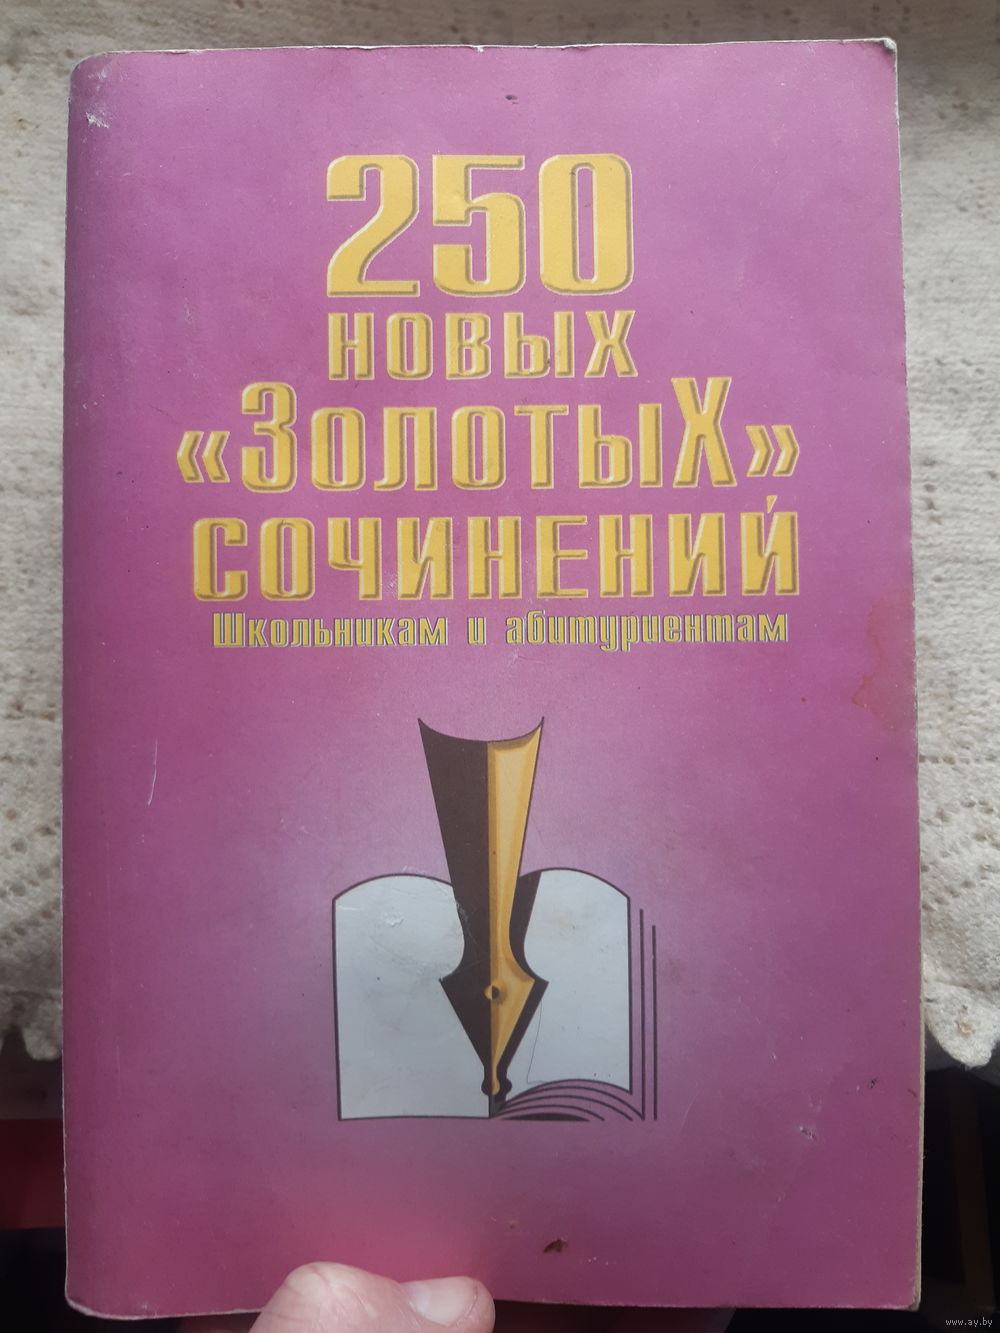 250
новых
«ЗолотыХ»
сочинений
Школьникам и абитуриентам
www.ay.by